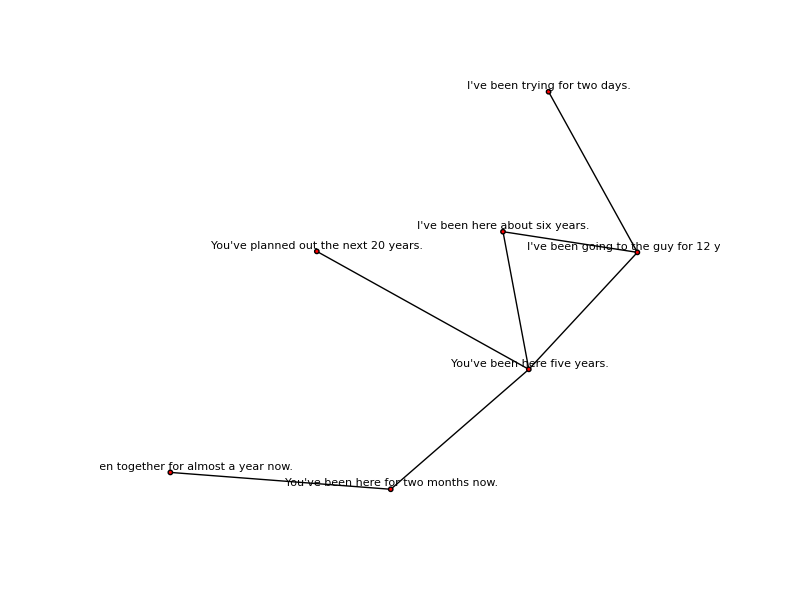 I've been trying for two days.
I've been here about six years.
You've planned out the next 20 years.
I've been going to the guy for 12 y
You've been here five years.
en together for almost a year now.
You've been here for two months now.